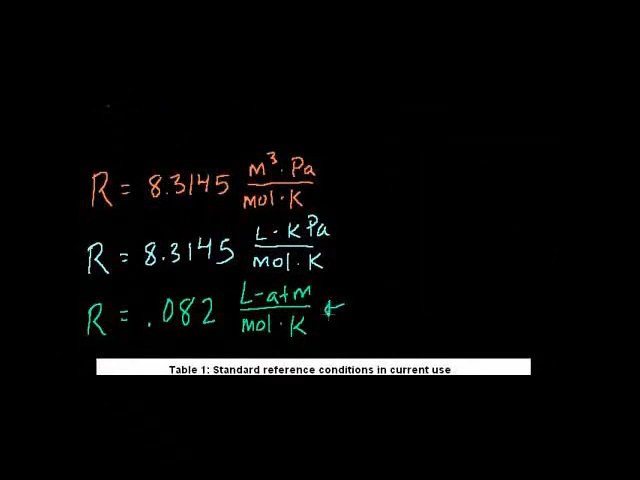 R = 8.3145 m³·Pa / mol·K
R = 8.3145 L·KPa / mol·K
R = .082 L-atm / mol·K ←
Table 1: Standard reference conditions in current use